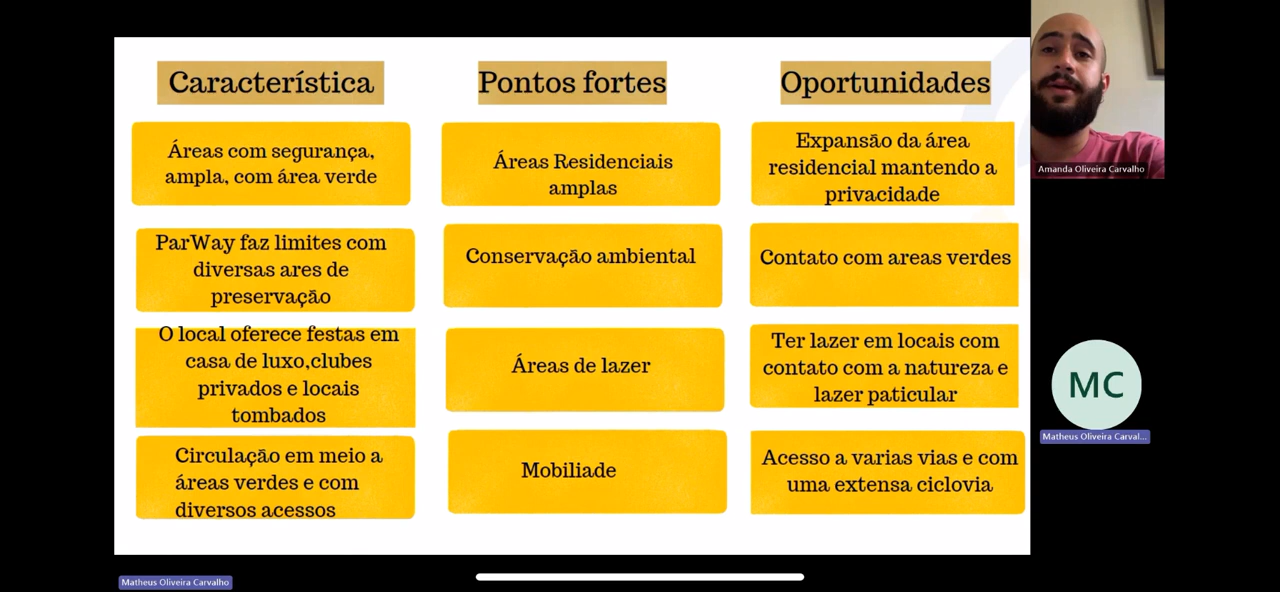 Característica
Pontos fortes
Oportunidades
Áreas com segurança,
ampla, com área verde
Áreas Residenciais
amplas
Expansão da área
residencial mantendo a
privacidade
ParWay faz limites com
diversas ares de
preservação
Conservação ambiental
Contato com areas verdes
O local oferece festas em
casa de luxo,clubes
privados e locais
tombados
Áreas de lazer
Ter lazer em locais com
contato com a natureza e
lazer paticular
Circulação em meio a
áreas verdes e com
diversos acessos
Mobiliade
Acesso a varias vias e com
uma extensa ciclovia
Amanda Oliveira Carvalho
MC
Matheus Oliveira Carval...
Matheus Oliveira Carvalho